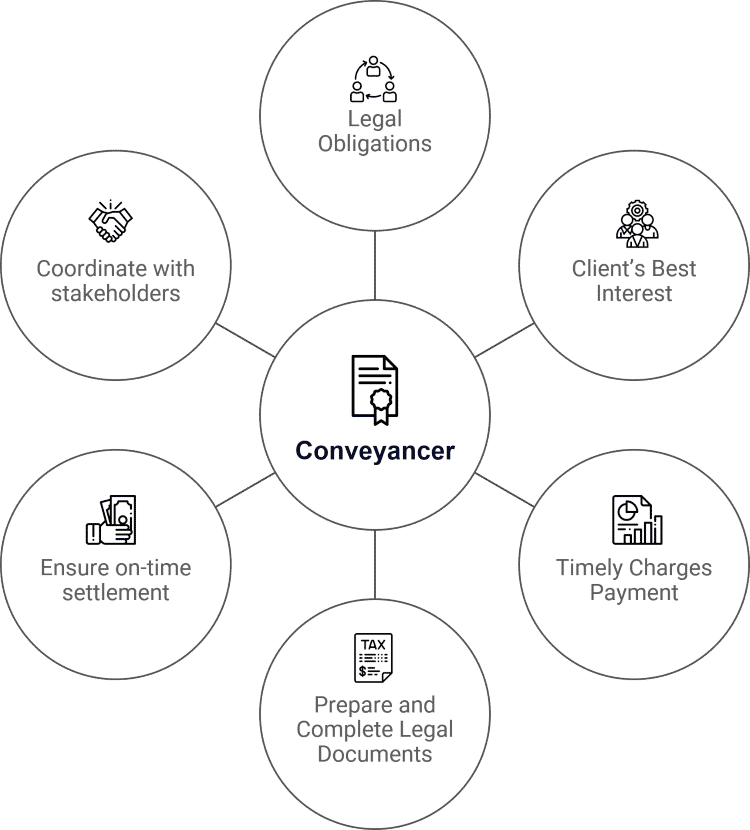 Legal
Obligations
Coordinate with
stakeholders
Client’s Best
Interest
Conveyancer
Ensure on-time
settlement
Timely Charges
Payment
TAX
$
Prepare and
Complete Legal
Documents